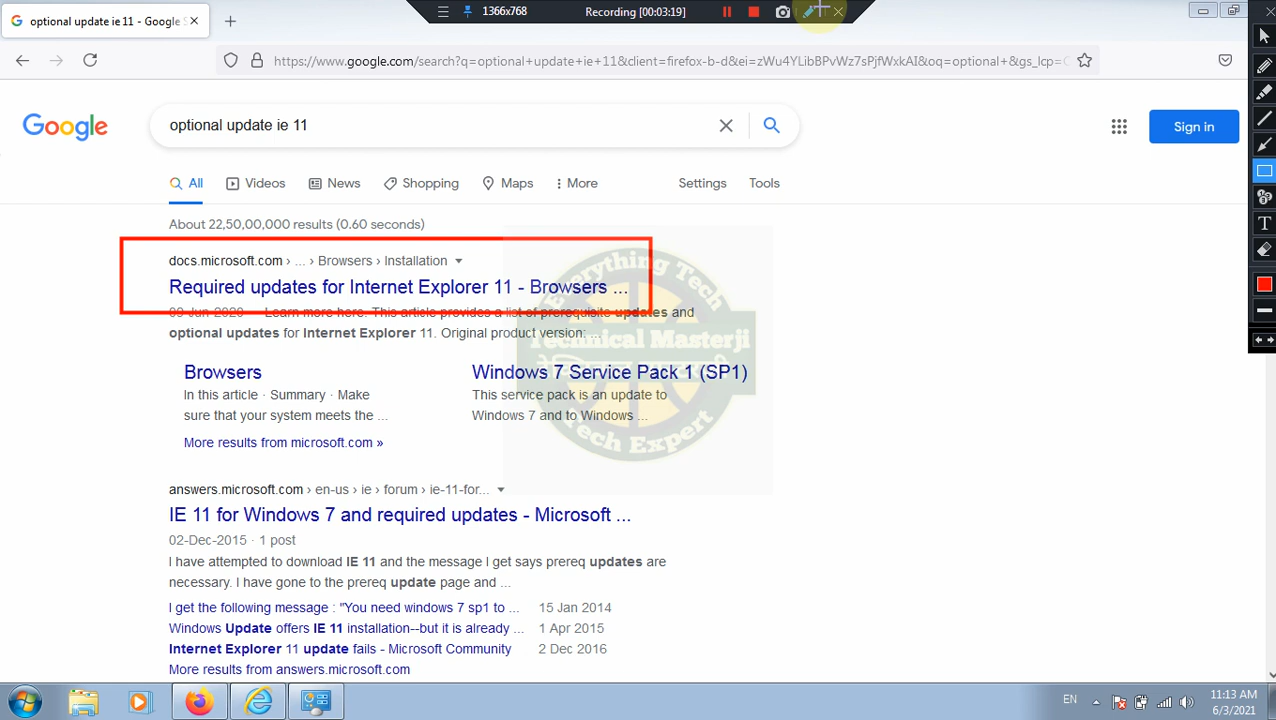 optional update ie 11 - Google S
1366x768
Recording [00:03:19]
https://www.google.com/search?q=optional+update+ie+11&client=firefox-b-d&ei=zWu4YLibBPvWz7sPjfWxkAI&oq=optional+&gs_lcp=
Google
optional update ie 11
Sign in
All
Videos
News
Shopping
Maps
More
Settings
Tools
About 22,50,00,000 results (0.60 seconds)
docs.microsoft.com › ... › Browsers › Installation
Required updates for Internet Explorer 11 - Browsers ...
09-Jun-2020 · Learn more here. This article provides a list of prerequisite updates and
optional updates for Internet Explorer 11. Original product version: ...
Browsers
In this article · Summary · Make
sure that your system meets the ...
Windows 7 Service Pack 1 (SP1)
This service pack is an update to
Windows 7 and to Windows ...
More results from microsoft.com »
Everything Tech
Technical Masterji
Tech Expert
answers.microsoft.com › en-us › ie › forum › ie-11-for...
IE 11 for Windows 7 and required updates - Microsoft ...
02-Dec-2015 · 1 post
I have attempted to download IE 11 and the message I get says prereq updates are
necessary. I have gone to the prereq update page and ...
I get the following message : "You need windows 7 sp1 to ... 15 Jan 2014
Windows Update offers IE 11 installation--but it is already ... 1 Apr 2015
Internet Explorer 11 update fails - Microsoft Community 2 Dec 2016
More results from answers.microsoft.com
EN
11:13 AM
6/3/2021